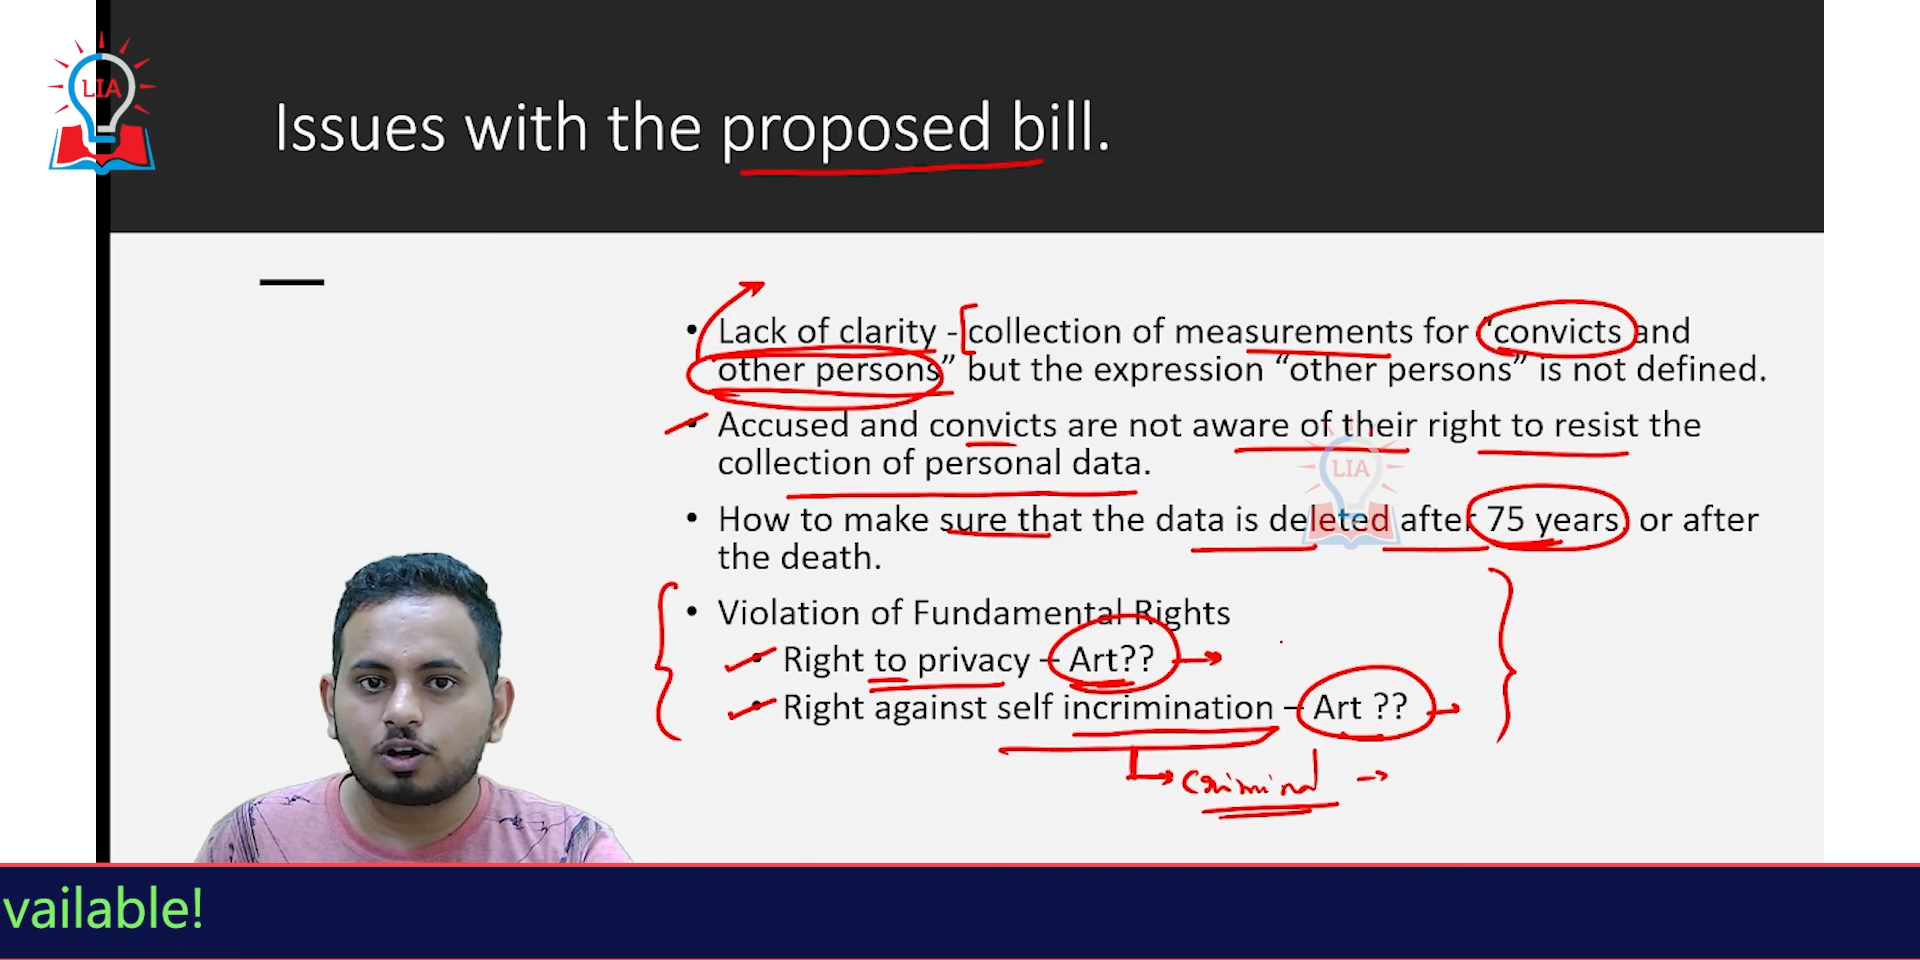 LIA
Issues with the proposed bill.
• Lack of clarity - collection of measurements for “convicts and
other persons” but the expression “other persons” is not defined.
• Accused and convicts are not aware of their right to resist the
collection of personal data.
LIA
• How to make sure that the data is deleted after 75 years, or after
the death.
• Violation of Fundamental Rights
• Right to privacy – Art??
• Right against self incrimination – Art ??
Criminal
vailable!